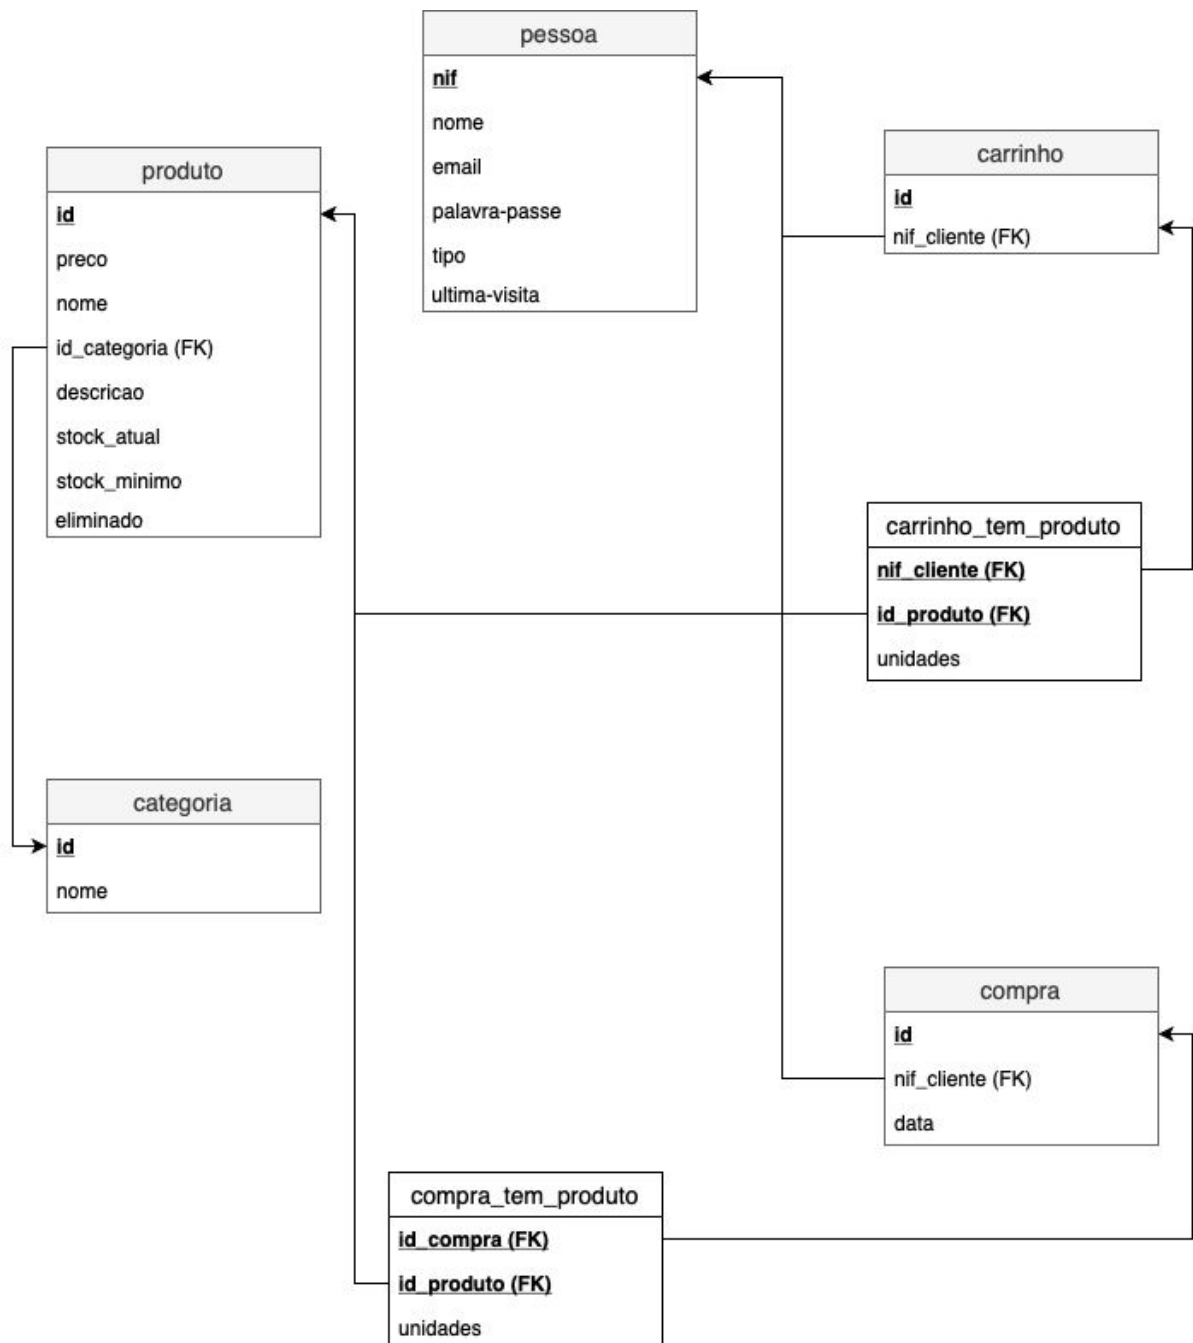 pessoa
nif
nome
email
palavra-passe
tipo
ultima-visita
produto
id
preco
nome
id_categoria (FK)
descricao
stock_atual
stock_minimo
eliminado
carrinho
id
nif_cliente (FK)
carrinho_tem_produto
nif_cliente (FK)
id_produto (FK)
unidades
categoria
id
nome
compra
id
nif_cliente (FK)
data
compra_tem_produto
id_compra (FK)
id_produto (FK)
unidades